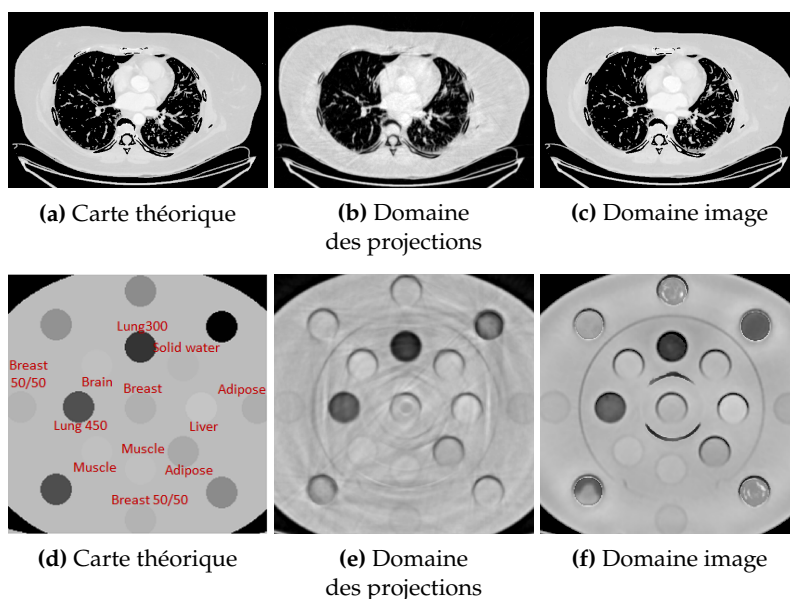 (a) Carte théorique
(b) Domaine
des projections
(c) Domaine image
Lung300
Solid water
Breast
50/50
Brain
Breast
Adipose
Lung 450
Liver
Muscle
Muscle
Adipose
Breast 50/50
(d) Carte théorique
(e) Domaine
des projections
(f) Domaine image